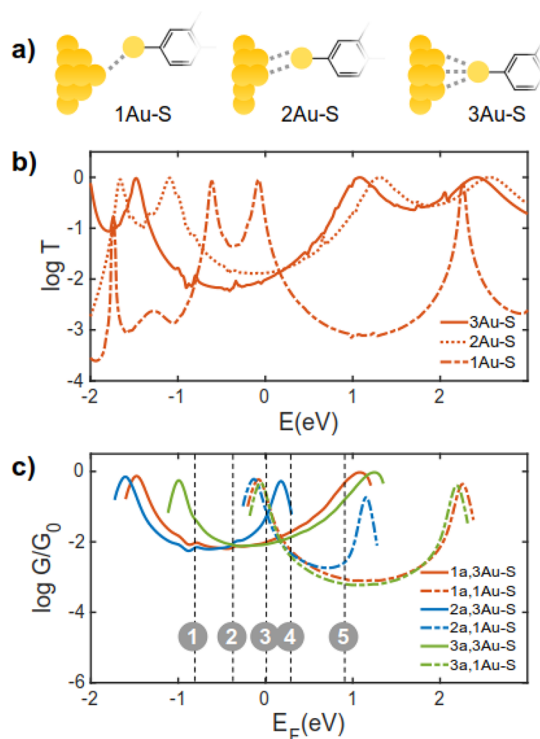 a)
1Au-S 2Au-S 3Au-S
b)
log T
0
-1
-2
-3
-4
3Au-S
2Au-S
1Au-S
-2 -1 0 1 2
E(eV)
c)
log G/G0
0
-2
-4
-6
1a,3Au-S
1a,1Au-S
2a,3Au-S
2a,1Au-S
3a,3Au-S
3a,1Au-S
1 2 3 4 5
-2 -1 0 1 2
EF(eV)